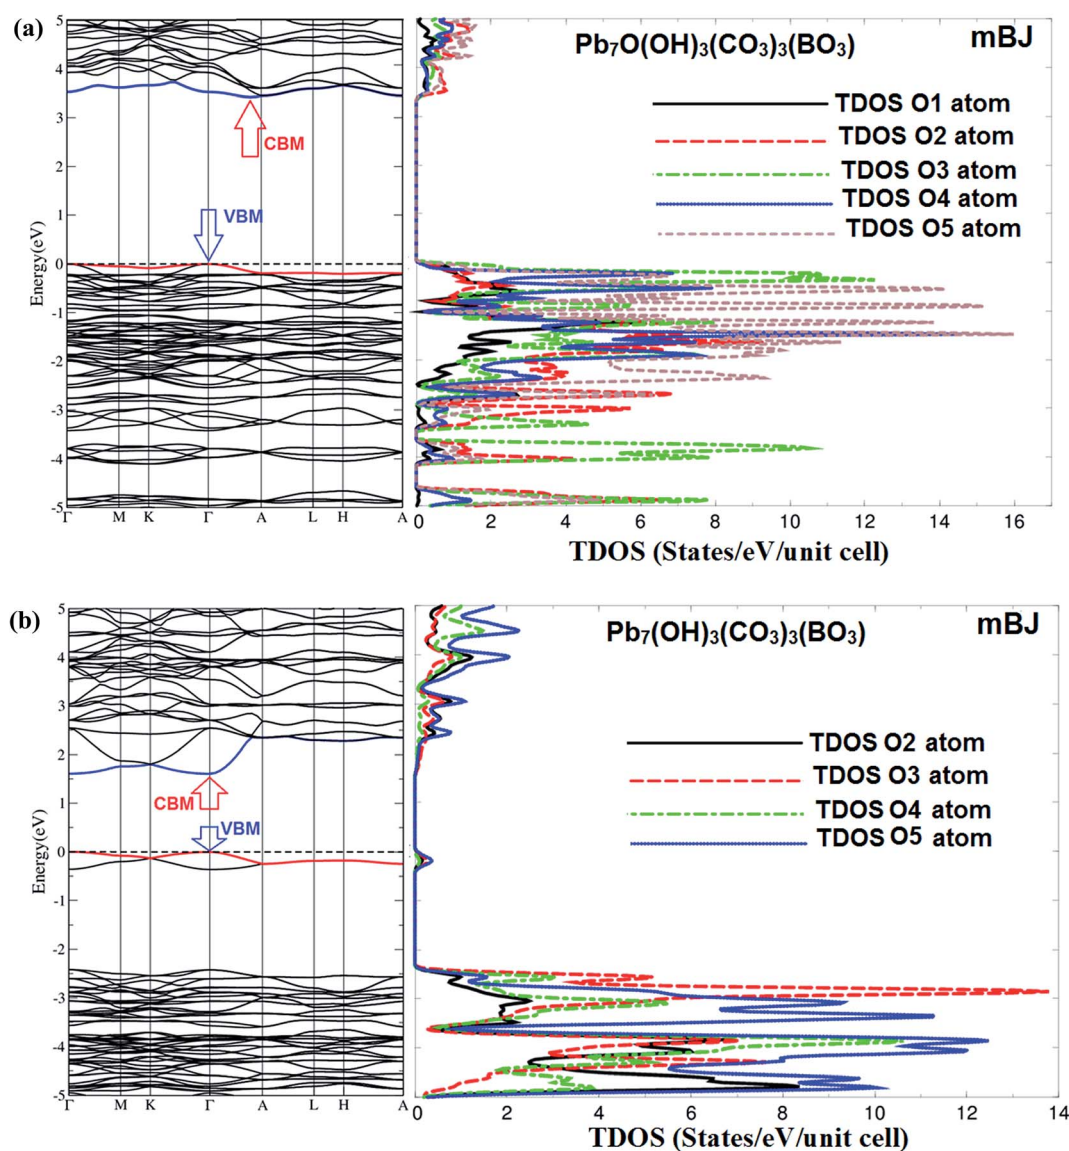 (a)
Pb₇O(OH)₃(CO₃)₃(BO₃) mBJ
TDOS O1 atom
TDOS O2 atom
TDOS O3 atom
TDOS O4 atom
TDOS O5 atom
CBM
VBM
Energy(eV)
5
4
3
2
1
0
-1
-2
-3
-4
-5
Γ M K Γ A L H A
0 2 4 6 8 10 12 14 16
TDOS (States/eV/unit cell)
(b)
Pb₇(OH)₃(CO₃)₃(BO₃) mBJ
TDOS O2 atom
TDOS O3 atom
TDOS O4 atom
TDOS O5 atom
CBM
VBM
Energy(eV)
5
4
3
2
1
0
-1
-2
-3
-4
-5
Γ M K Γ A L H A
0 2 4 6 8 10 12 14
TDOS (States/eV/unit cell)